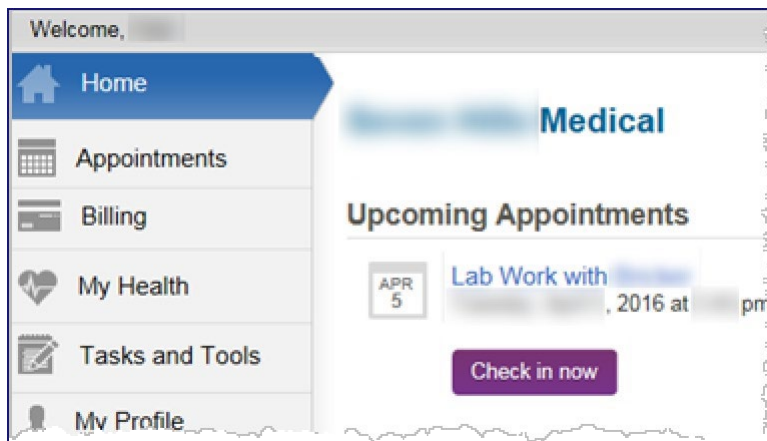 Welcome,
Home
Appointments
Billing
My Health
Tasks and Tools
My Profile
Medical
Upcoming Appointments
APR
5
Lab Work with
, 2016 at pm
Check in now